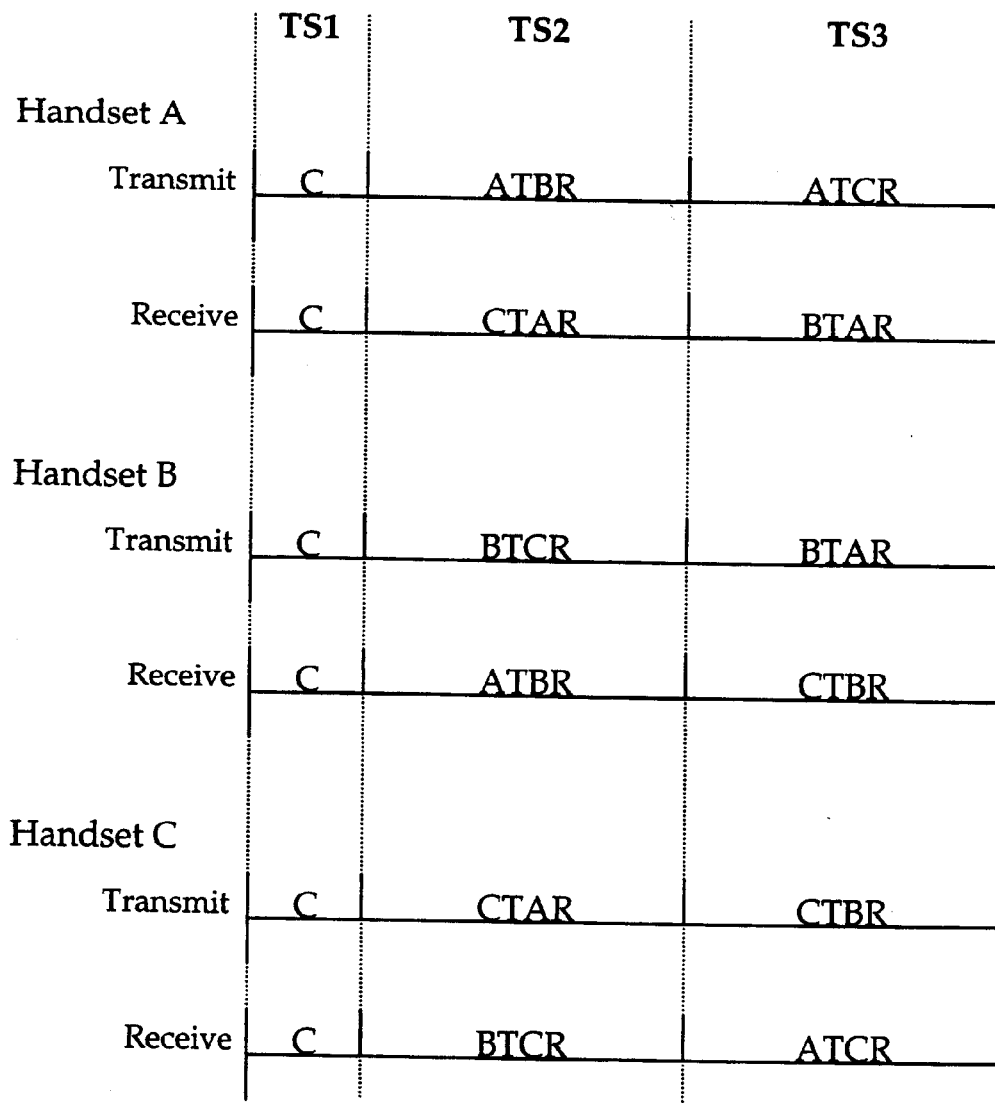 TS1 TS2 TS3
Handset A
Transmit C ATBR ATCR
Receive C CTAR BTAR
Handset B
Transmit C BTCR BTAR
Receive C ATBR CTBR
Handset C
Transmit C CTAR CTBR
Receive C BTCR ATCR